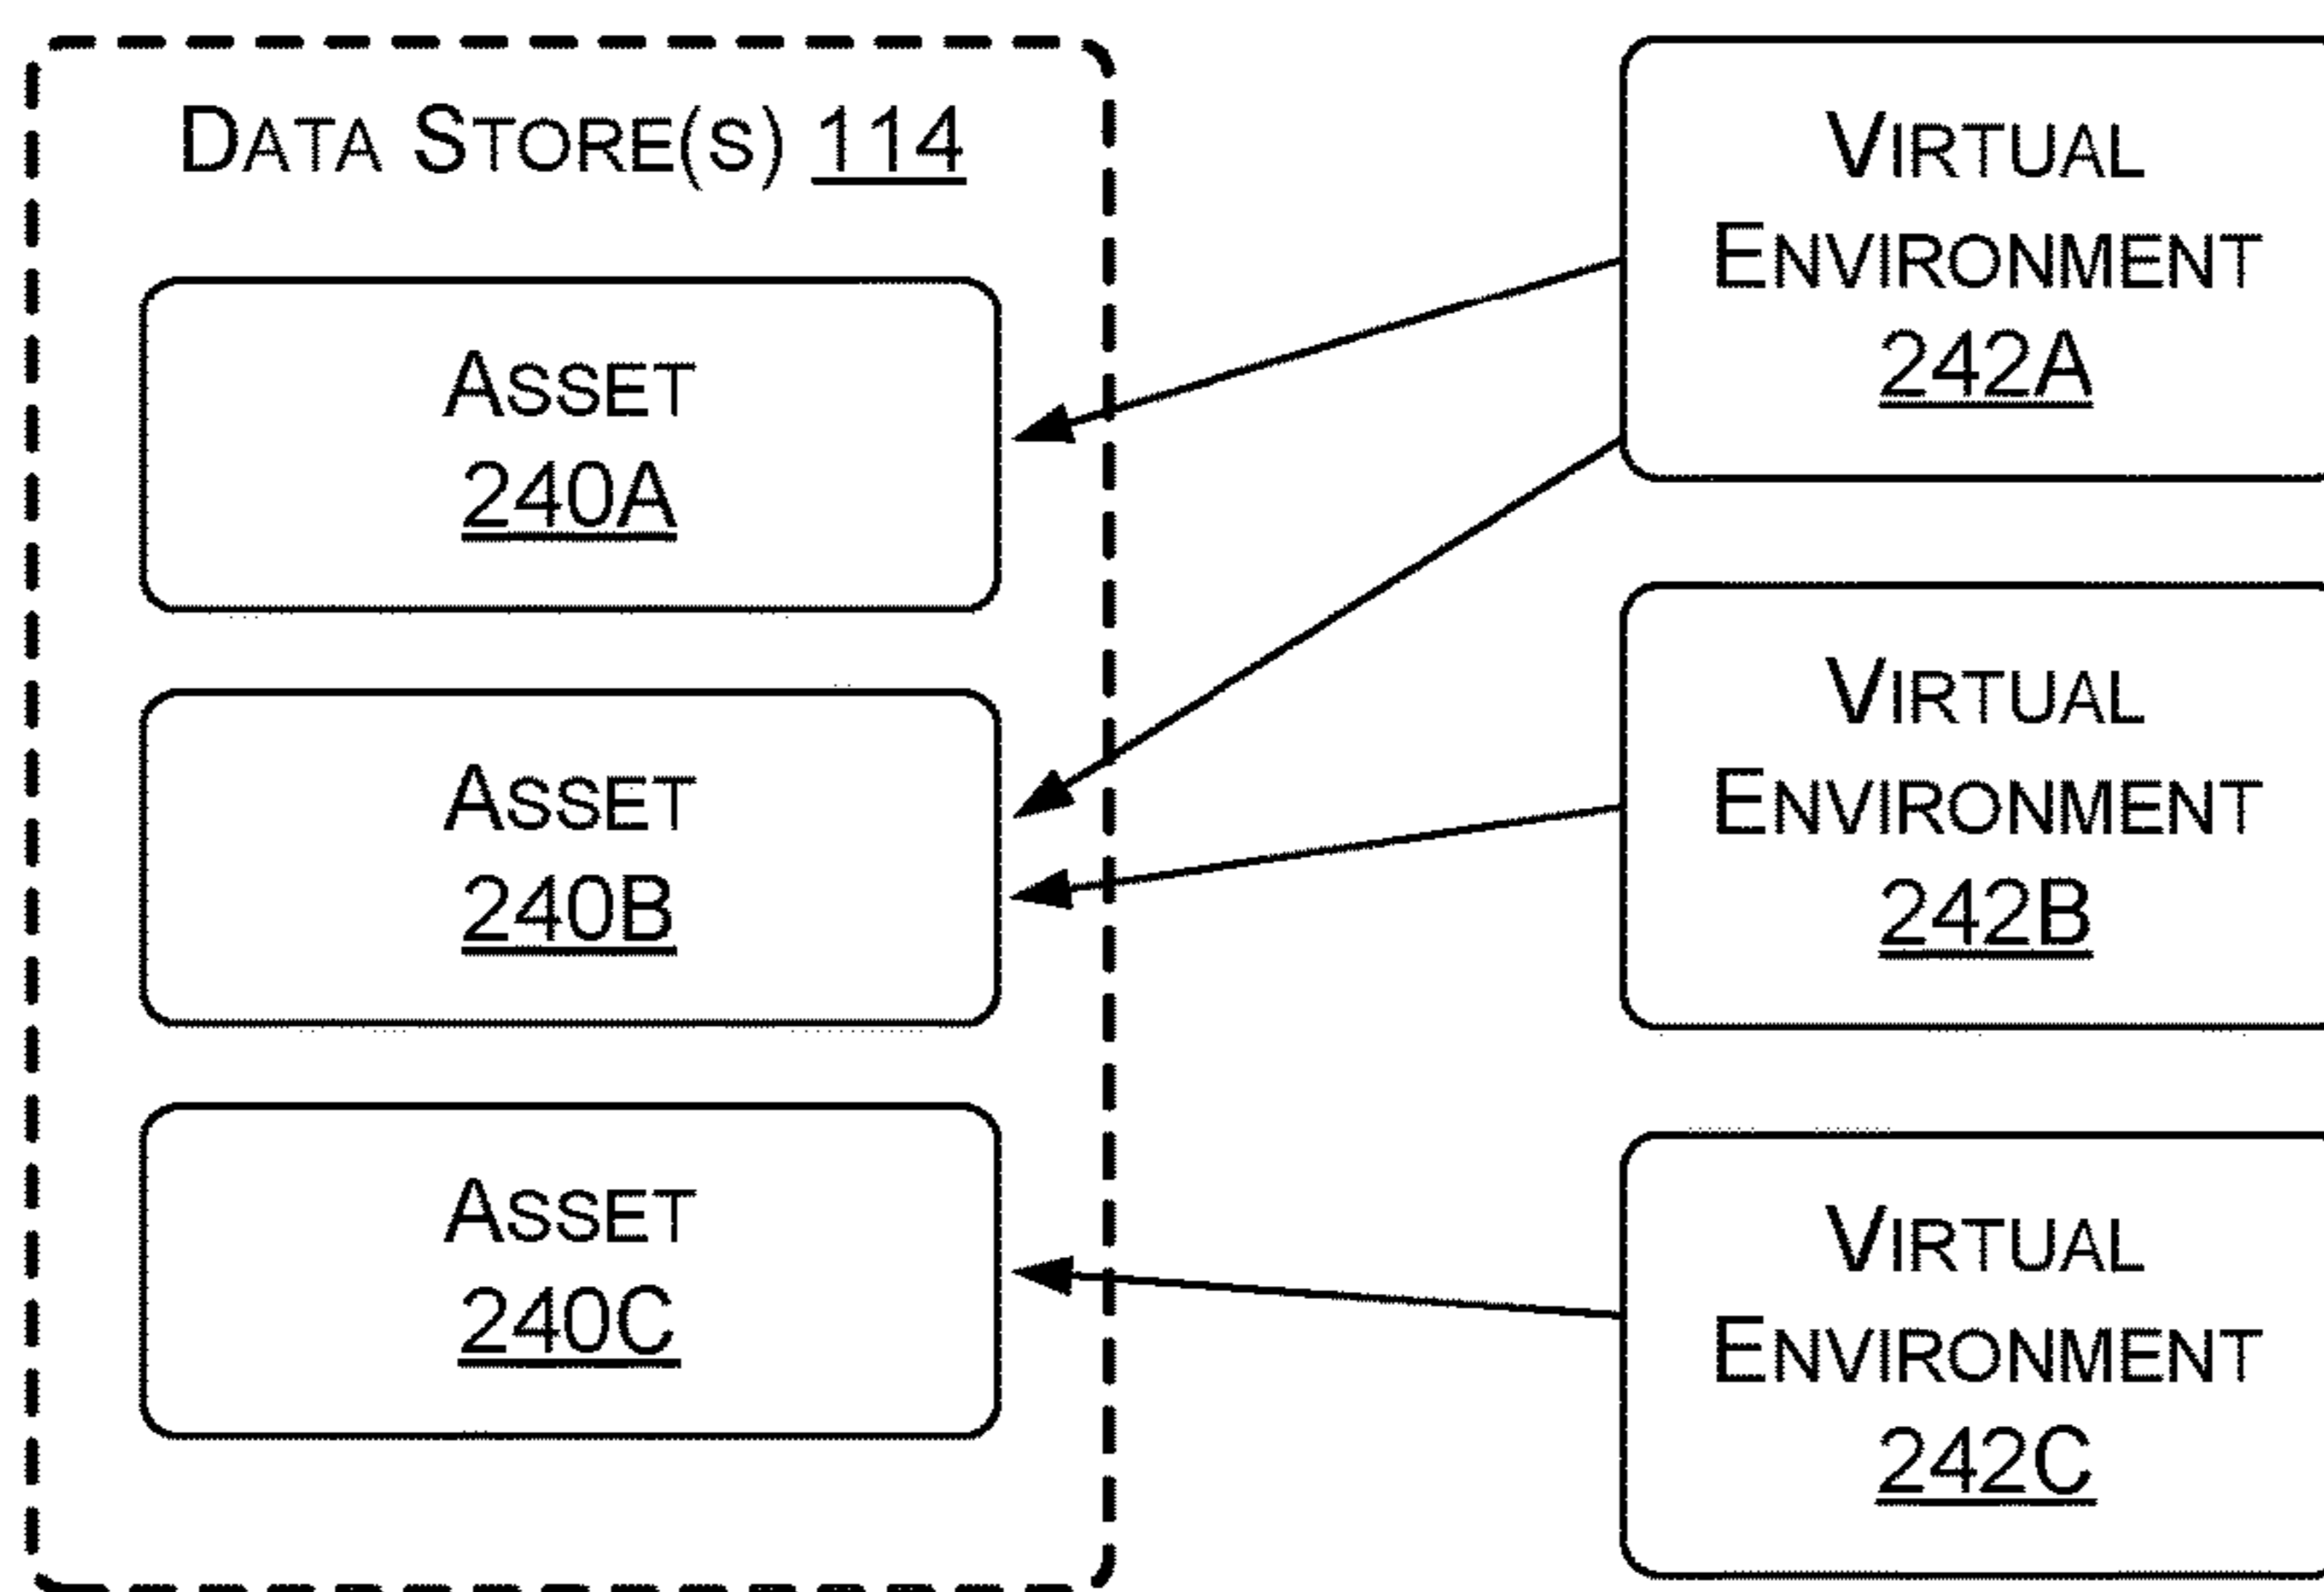 DATA STORE(S) 114
ASSET
240A
ASSET
240B
ASSET
240C
VIRTUAL
ENVIRONMENT
242A
VIRTUAL
ENVIRONMENT
242B
VIRTUAL
ENVIRONMENT
242C